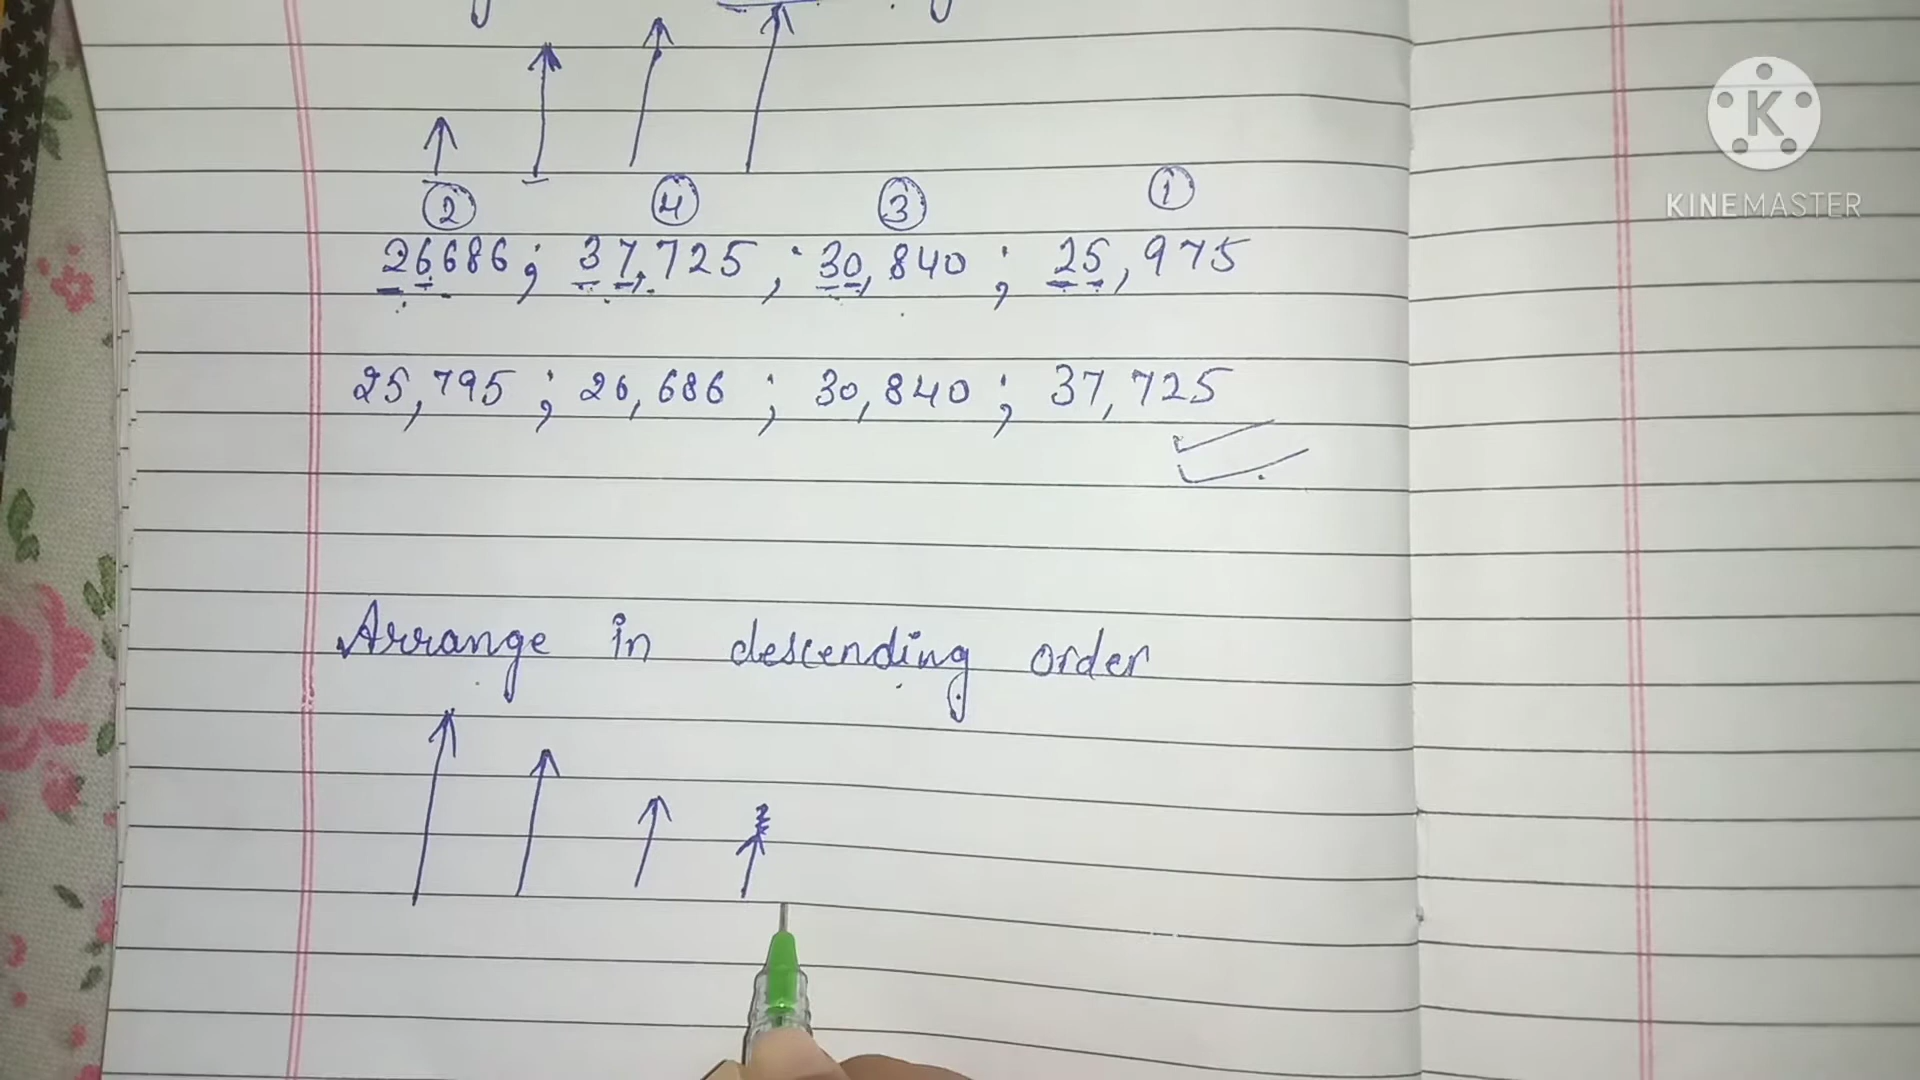 ② ④ ③ ①
26686; 37,725; 30,840; 25,975
25,795; 26,686; 30,840; 37,725
Arrange in descending order
K
KINEMASTER